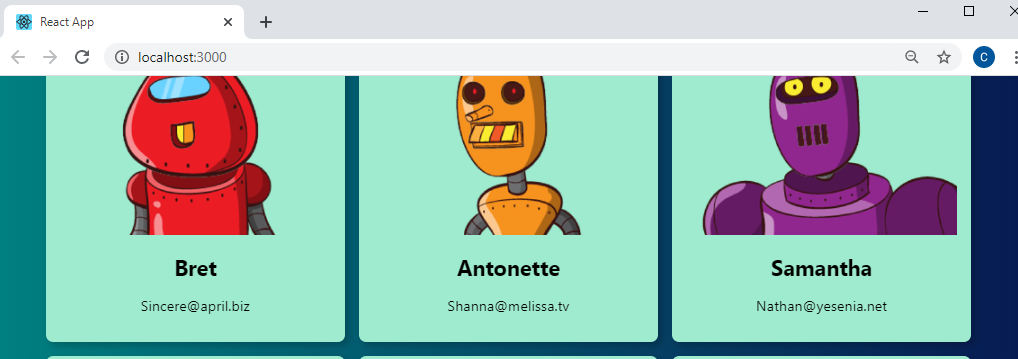 React App
localhost:3000
C
Bret
Antonette
Samantha
Sincere@april.biz
Shanna@melissa.tv
Nathan@yesenia.net